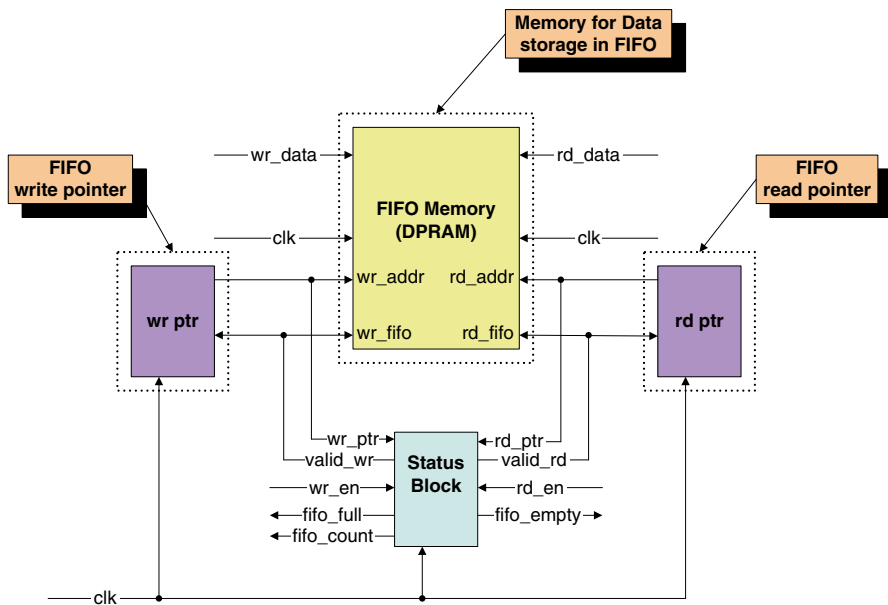 Memory for Data
storage in FIFO
wr_data
rd_data
FIFO
write pointer
FIFO
read pointer
FIFO Memory
(DPRAM)
clk
clk
wr_addr
rd_addr
wr ptr
wr_fifo
rd_fifo
rd ptr
wr_ptr
rd_ptr
valid_wr
Status
Block
valid_rd
wr_en
rd_en
fifo_full
fifo_empty
fifo_count
clk